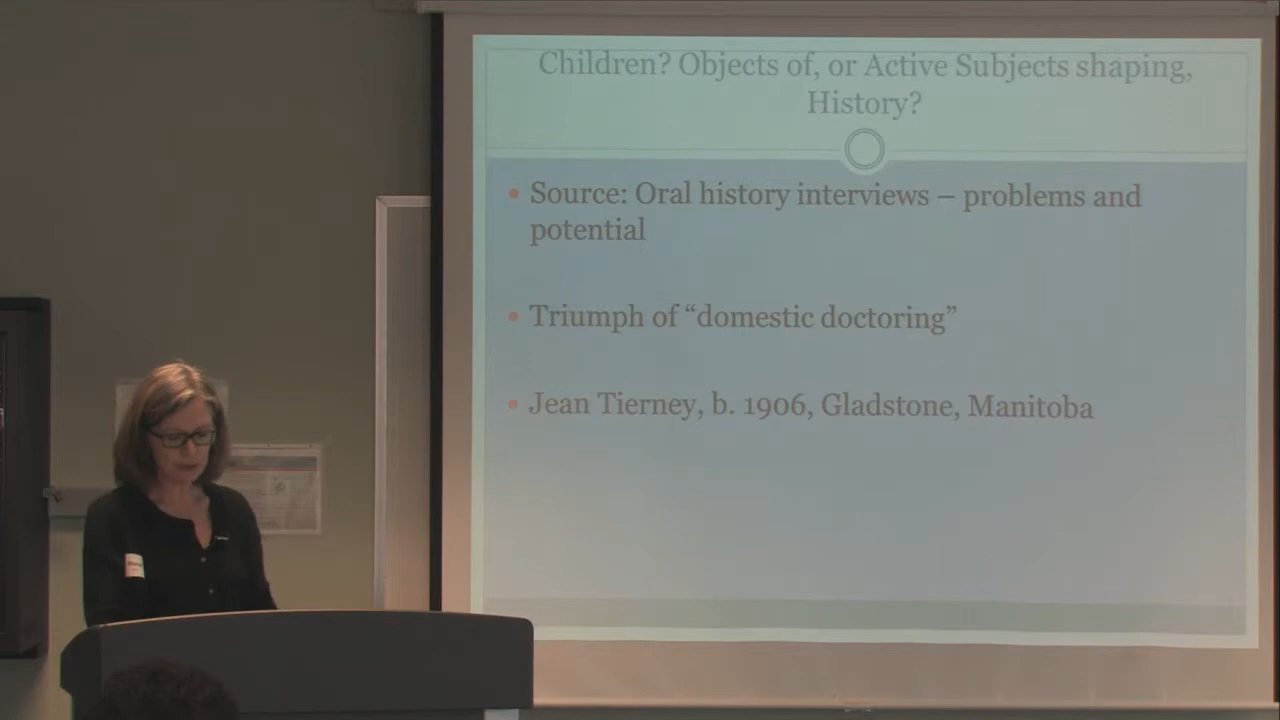 Children? Objects of, or Active Subjects shaping,
History?
• Source: Oral history interviews – problems and
potential
• Triumph of “domestic doctoring”
• Jean Tierney, b. 1906, Gladstone, Manitoba